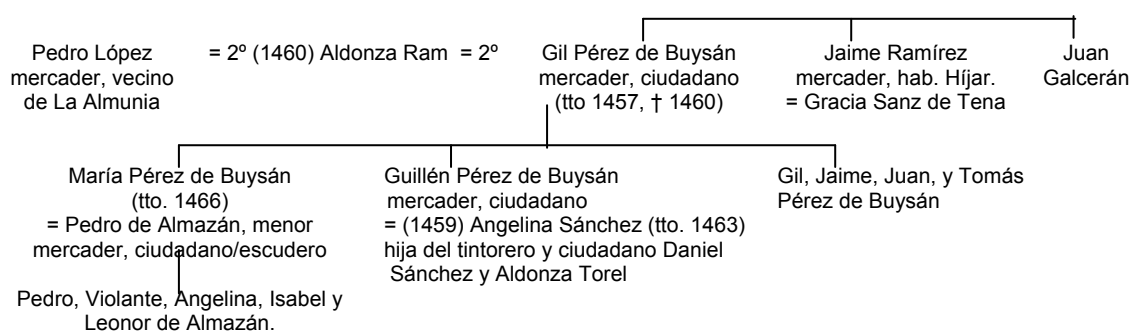 Pedro López
mercader, vecino
de La Almunia
= 2º (1460) Aldonza Ram = 2º
Gil Pérez de Buysán
mercader, ciudadano
(tto 1457, † 1460)
Jaime Ramírez
mercader, hab. Híjar.
= Gracia Sanz de Tena
Juan
Galcerán
María Pérez de Buysán
(tto. 1466)
= Pedro de Almazán, menor
mercader, ciudadano/escudero
Guillén Pérez de Buysán
mercader, ciudadano
= (1459) Angelina Sánchez (tto. 1463)
hija del tintorero y ciudadano Daniel
Sánchez y Aldonza Torel
Gil, Jaime, Juan, y Tomás
Pérez de Buysán
Pedro, Violante, Angelina, Isabel y
Leonor de Almazán.